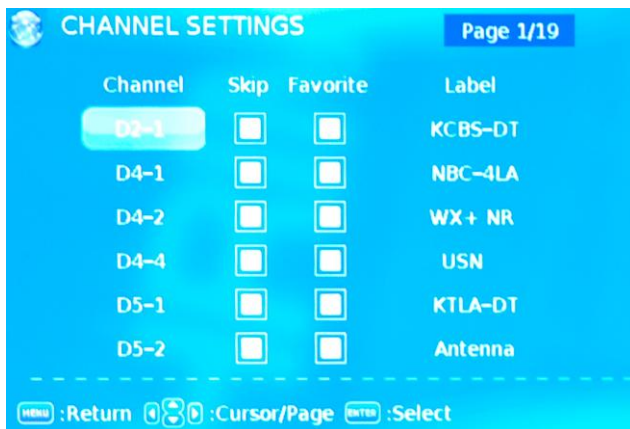 CHANNEL SETTINGS Page 1/19
Channel Skip Favorite Label
D2-1 KCBS-DT
D4-1 NBC-4LA
D4-2 WX+ NR
D4-4 USN
D5-1 KTLA-DT
D5-2 Antenna
MENU :Return :Cursor/Page ENTER :Select